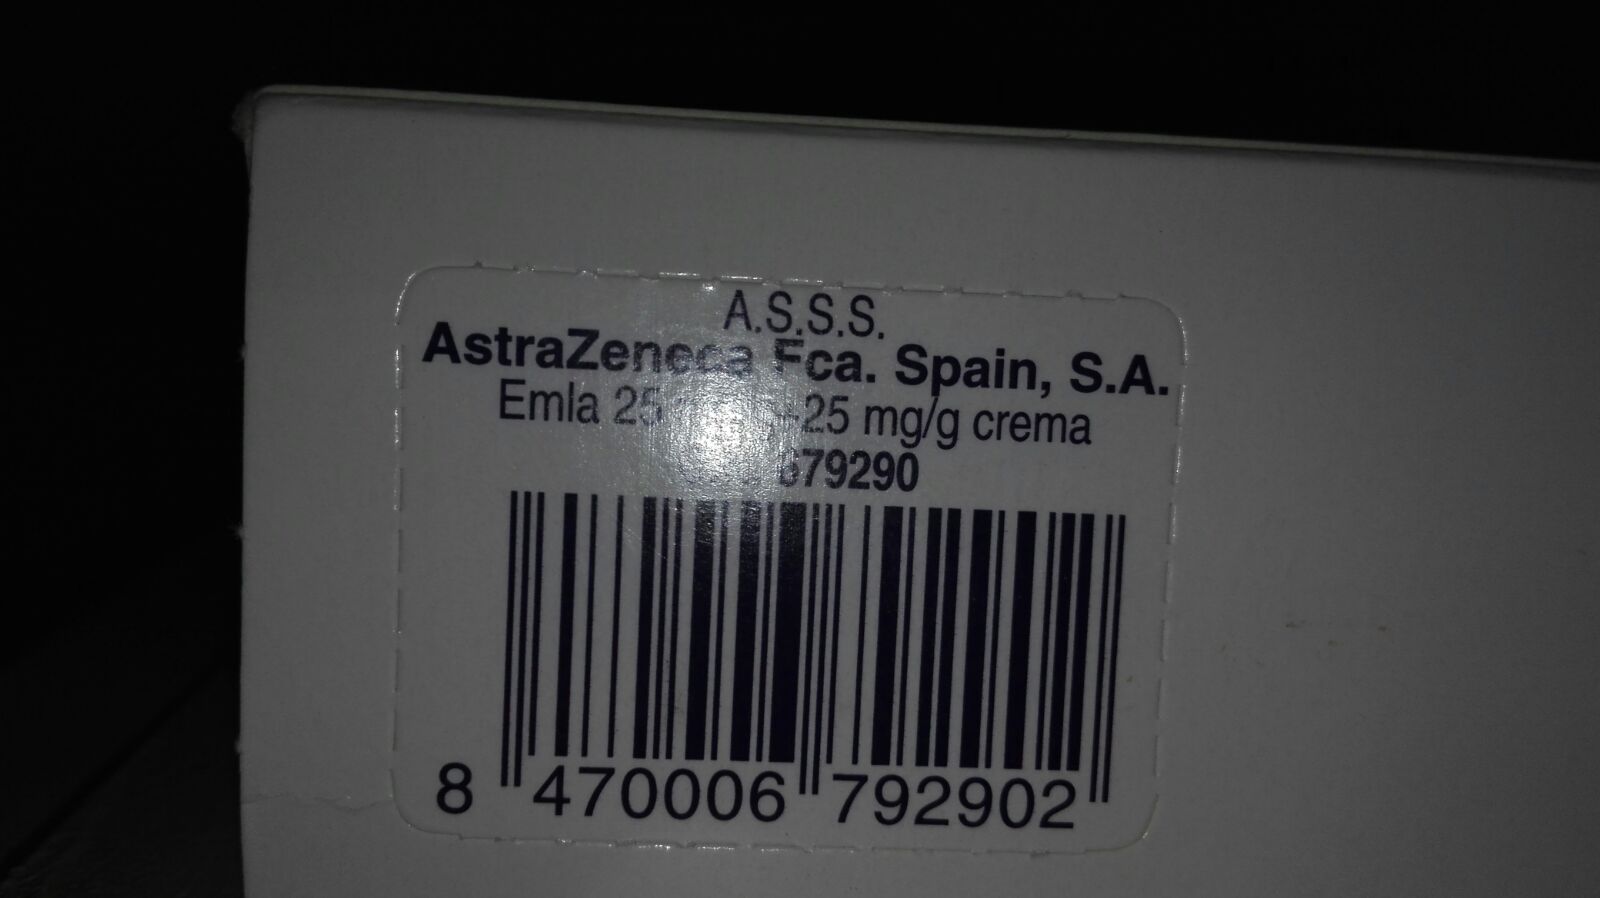 A.S.S.S.
AstraZeneca Fca. Spain, S.A.
Emla 25 25 mg/g crema
679290
8 470006 792902